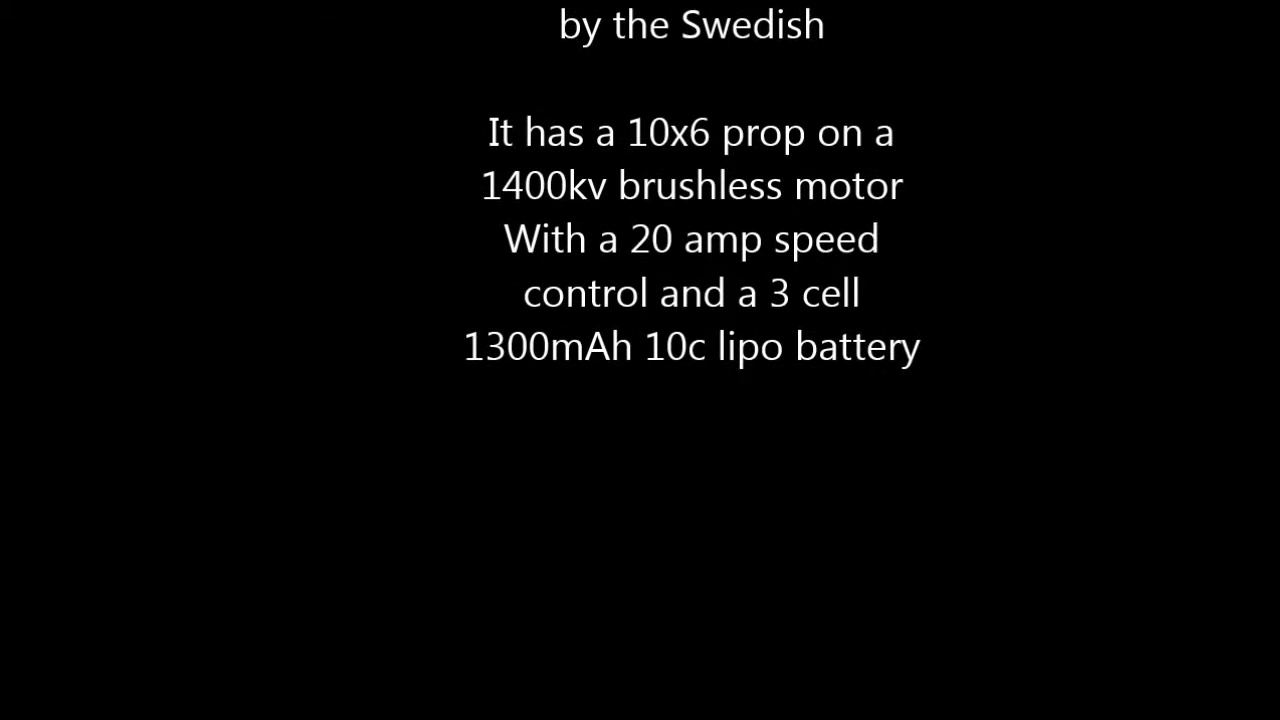 by the Swedish
It has a 10x6 prop on a
1400kv brushless motor
With a 20 amp speed
control and a 3 cell
1300mAh 10c lipo battery